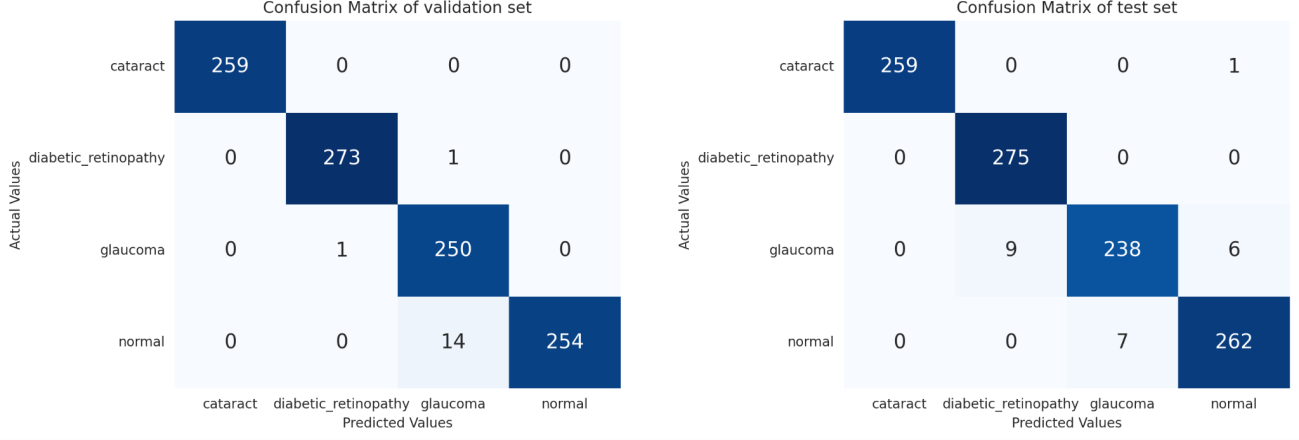 Confusion Matrix of validation set
Actual Values
cataract 259 0 0 0
diabetic_retinopathy 0 273 1 0
glaucoma 0 1 250 0
normal 0 0 14 254
cataract diabetic_retinopathy glaucoma normal
Predicted Values
Confusion Matrix of test set
Actual Values
cataract 259 0 0 1
diabetic_retinopathy 0 275 0 0
glaucoma 0 9 238 6
normal 0 0 7 262
cataract diabetic_retinopathy glaucoma normal
Predicted Values